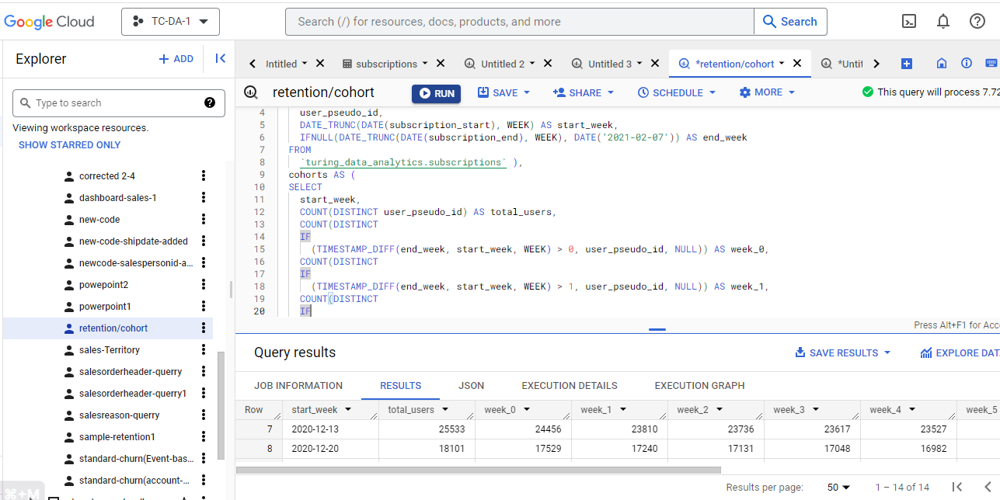 Google Cloud
TC-DA-1
Search (/) for resources, docs, products, and more
Search
Explorer
+ ADD
Type to search
Viewing workspace resources.
SHOW STARRED ONLY
corrected 2-4
dashboard-sales-1
new-code
new-code-shipdate-added
newcode-salespersonid-a...
powepoint2
powerpoint1
retention/cohort
sales-Territory
salesorderheader-querry
salesorderheader-querry1
salesreason-querry
sample-retention1
standard-churn(Event-bas...
standard-churn(account-...
⌘+M
Intitled
subscriptions
Untitled 2
Untitled 3
*retention/cohort
*Untit
retention/cohort
RUN
SAVE
SHARE
SCHEDULE
MORE
This query will process 7.72
4 user_pseudo_id,
5 DATE_TRUNC(DATE(subscription_start), WEEK) AS start_week,
6 IFNULL(DATE_TRUNC(DATE(subscription_end), WEEK), DATE('2021-02-07')) AS end_week
7 FROM
8 `turing_data_analytics.subscriptions` ),
9 cohorts AS (
10 SELECT
11 start_week,
12 COUNT(DISTINCT user_pseudo_id) AS total_users,
13 COUNT(DISTINCT
14 IF
15 (TIMESTAMP_DIFF(end_week, start_week, WEEK) > 0, user_pseudo_id, NULL)) AS week_0,
16 COUNT(DISTINCT
17 IF
18 (TIMESTAMP_DIFF(end_week, start_week, WEEK) > 1, user_pseudo_id, NULL)) AS week_1,
19 COUNT(DISTINCT
20 IF
Press Alt+F1 for Acc
Query results
SAVE RESULTS
EXPLORE DAT
JOB INFORMATION
RESULTS
JSON
EXECUTION DETAILS
EXECUTION GRAPH
Row start_week total_users week_0 week_1 week_2 week_3 week_4 week_5
7 2020-12-13 25533 24456 23810 23736 23617 23527
8 2020-12-20 18101 17529 17240 17131 17048 16982
Results per page: 50 1 – 14 of 14